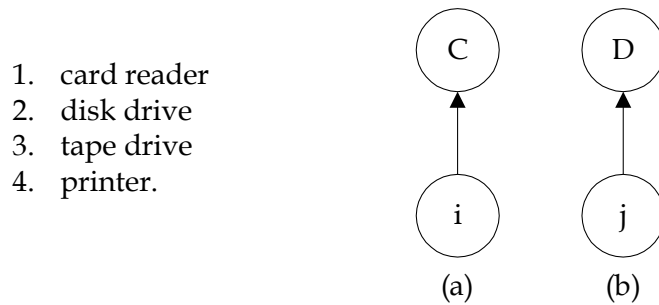 1. card reader
2. disk drive
3. tape drive
4. printer.
C D
i j
(a) (b)